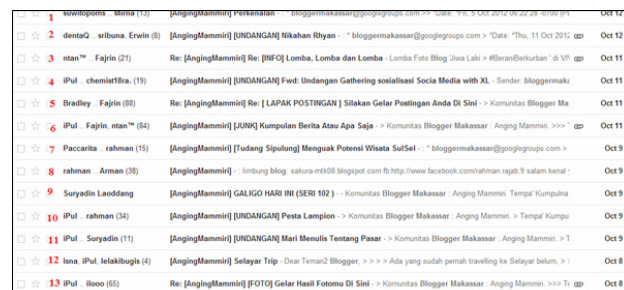 1 suwitopoms .. Mirna (13) [AngingMammiri] Perkenalan - : * bloggermakassar@googlegroups.com >> *Date: *Fri, 5 Oct 2012 06:22:28 -0700 Oct 12
2 dentaQ .. sribuna, Erwin (8) [AngingMammiri] [UNDANGAN] Nikahan Rhyan - : * bloggermakassar@googlegroups.com > *Date: *Thu, 11 Oct 2012 Oct 12
3 ntan™ .. Fajrin (21) Re: [AngingMammiri] Re: [INFO] Lomba, Lomba dan Lomba - Lomba Foto Blog 'Jiwa Laki > #BeraniBerkurban ' di Oct 11
4 iPul .. chemist18ra. (19) [AngingMammiri] [UNDANGAN] Fwd: Undangan Gathering sosialisasi Socia Media with XL - Sender: bloggermak Oct 11
5 Bradley .. Fajrin (88) Re: [AngingMammiri] Re: [ LAPAK POSTINGAN ] Silakan Gelar Postingan Anda Di Sini - > Komunitas Blogger Ma Oct 11
6 iPul .. Fajrin, ntan™ (84) [AngingMammiri] [JUNK] Kumpulan Berita Atau Apa Saja - > Komunitas Blogger Makassar : Anging Mammiri. >>> Oct 11
7 Paccarita .. rahman (15) [AngingMammiri] [Tudang Sipulung] Menguak Potensi Wisata SulSel - : * bloggermakassar@googlegroups.com > Oct 9
8 rahman .. Arman (38) [AngingMammiri] - : limbung blog: sakura-mtk08.blogspot.com fb:http://www.facebook.com/rahman.rajab.9 salam kenal Oct 9
9 Suryadin Laoddang [AngingMammiri] GALIGO HARI INI (SERI 102 ) - - Komunitas Blogger Makassar : Anging Mammiri. Tempa' Kumpulna Oct 9
10 iPul .. rahman (34) [AngingMammiri] [UNDANGAN] Pesta Lampion - > Komunitas Blogger Makassar : Anging Mammiri. > Tempa' Kumpu Oct 9
11 iPul .. Suryadin (11) [AngingMammiri] [UNDANGAN] Mari Menulis Tentang Pasar - > Komunitas Blogger Makassar : Anging Mammiri. > T Oct 9
12 Isna, iPul, lelakibugis (4) [AngingMammiri] Selayar Trip - Dear Teman2 Blogger, > > > > Ada yang sudah pernah travelling ke Selayar belum, > Oct 8
13 iPul .. ilooo (65) Re: [AngingMammiri] [FOTO] Gelar Hasil Fotomu Di Sini - > Komunitas Blogger Makassar : Anging Mammiri. >>> Oct 8